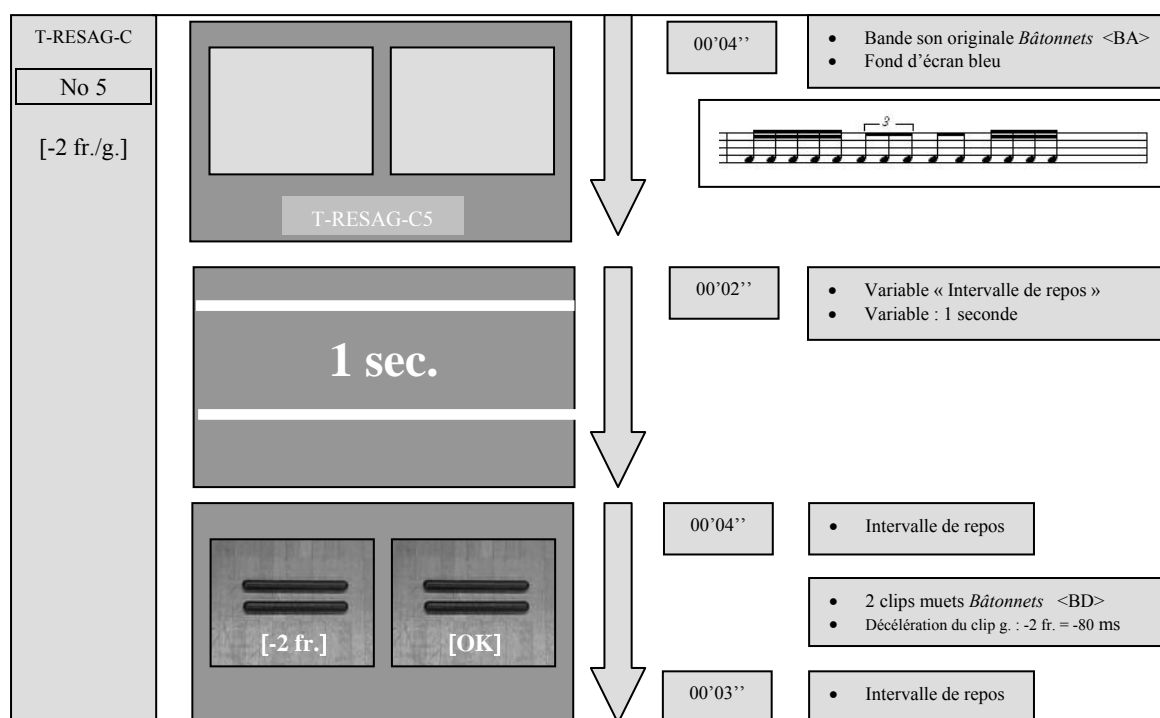 T-RESAG-C
No 5
[-2 fr./g.]
T-RESAG-C5
00’04’’
• Bande son originale Bâtonnets <BA>
• Fond d’écran bleu
3
1 sec.
00’02’’
• Variable « Intervalle de repos »
• Variable : 1 seconde
[-2 fr.]
[OK]
00’04’’
• Intervalle de repos
• 2 clips muets Bâtonnets <BD>
• Décélération du clip g. : -2 fr. = -80 ms
00’03’’
• Intervalle de repos